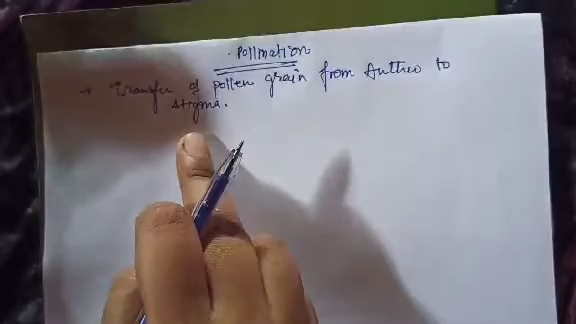 Pollination
→ Transfer of pollen grain from Anther to
stigma.